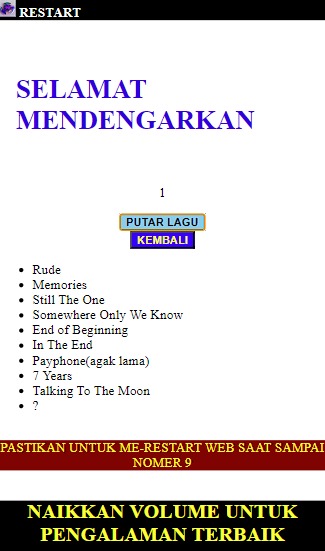 RESTART
SELAMAT
MENDENGARKAN
1
PUTAR LAGU
KEMBALI
Rude
Memories
Still The One
Somewhere Only We Know
End of Beginning
In The End
Payphone(agak lama)
7 Years
Talking To The Moon
?
PASTIKAN UNTUK ME-RESTART WEB SAAT SAMPAI
NOMER 9
NAIKKAN VOLUME UNTUK
PENGALAMAN TERBAIK